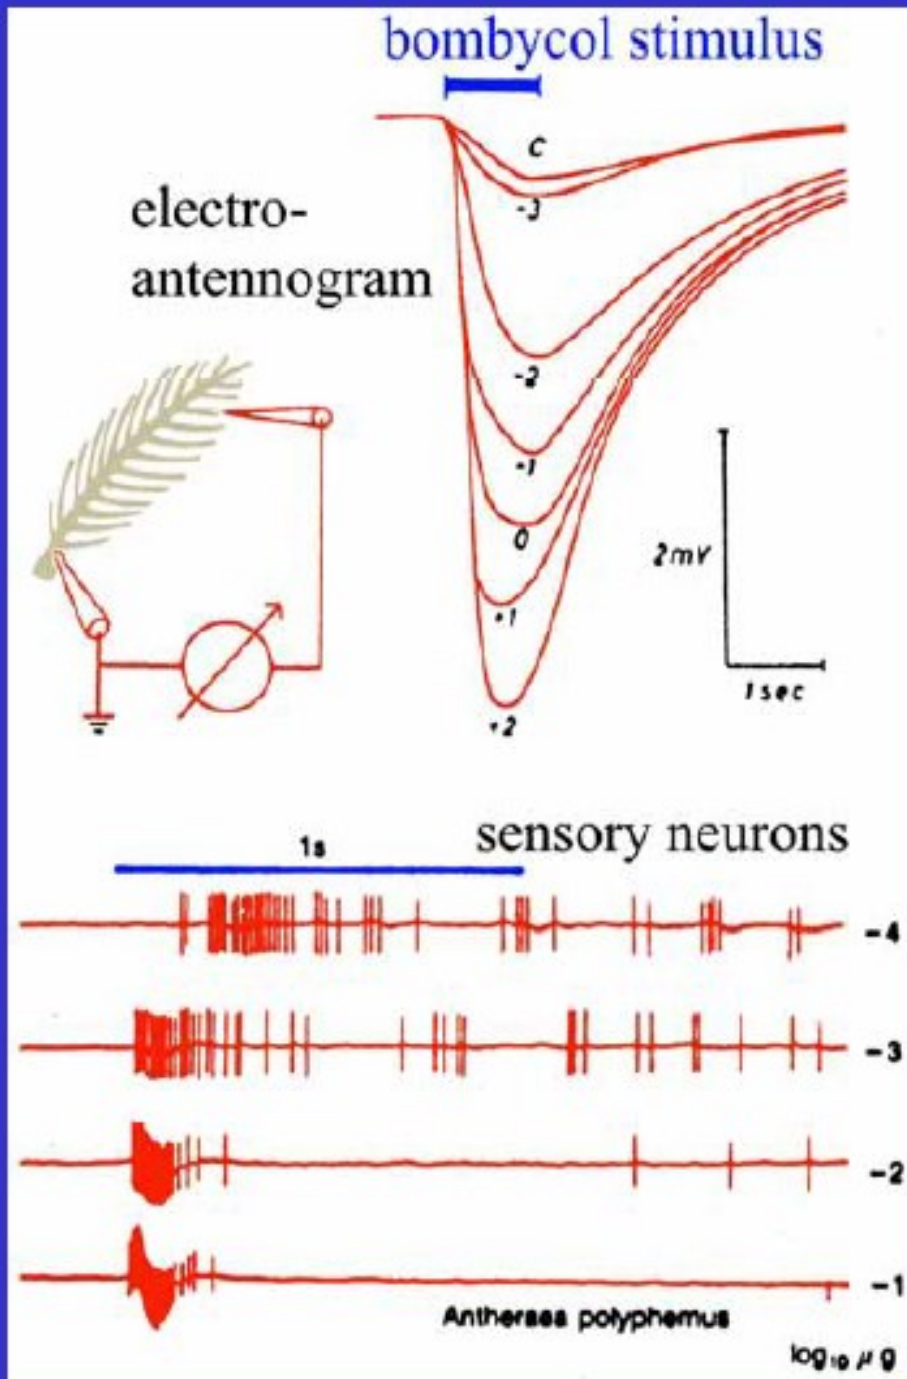 bombycol stimulus
C
-3
electro-
antennogram
-2
-1
0
2mV
+1
1sec
+2
sensory neurons
1s
-4
-3
-2
-1
Antheraea polyphemus
log₁₀ μg